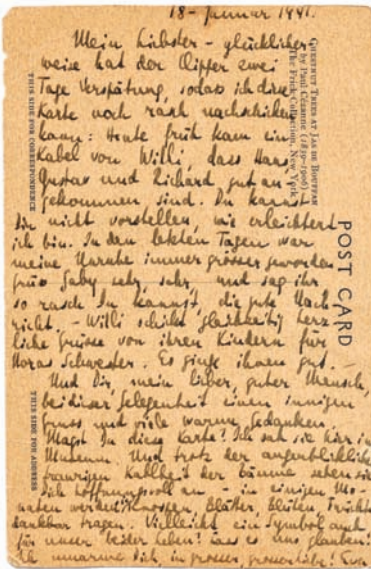 18 - Januar 1941.
Mein Liebster - glücklicher-
weise hat der Clipper zwei
Tage Verspätung, sodass ich diese
Karte noch rasch nachschicken
kann: Heute früh kam ein
Kabel von Willi, dass Hans,
Gustav und Richard gut an-
gekommen sind. Du kannst
Dir nicht vorstellen, wie erleichtert
ich bin. In den letzten Tagen war
meine Unruhe immer grösser geworden.
Grüss Gaby sehr, sehr, und sag ihr
so rasch Du kannst, die gute Nach-
richt. - Willi schickt gleichzeitig herz-
liche Grüsse von ihren Kindern für
Noras Schwester. Es ginge ihnen gut. -
Und Dir, mein lieber, guter Mensch,
bei dieser Gelegenheit einen innigen
Gruss und viele warme Gedanken.
Magst Du diese Karte? Ich sah sie hier im
Museum. Und trotz der augenblicklich
traurigen Kahlheit der Bäume sehen sie
sich hoffnungsvoll an - in einigen Mo-
naten werden sie Knospen, Blätter, Blüten, Früchte
dankbar tragen. Vielleicht ein Symbol auch
für unser beider Leben? Lass es uns glauben!
Ich umarme Dich, in grosser, grosser Liebe! Eva
CHESTNUT TREES AT JAS DE BOUFFAN
by Paul Cézanne (1839-1906)
The Frick Collection, New York
POST CARD
THIS SIDE FOR CORRESPONDENCE
THIS SIDE FOR ADDRESS